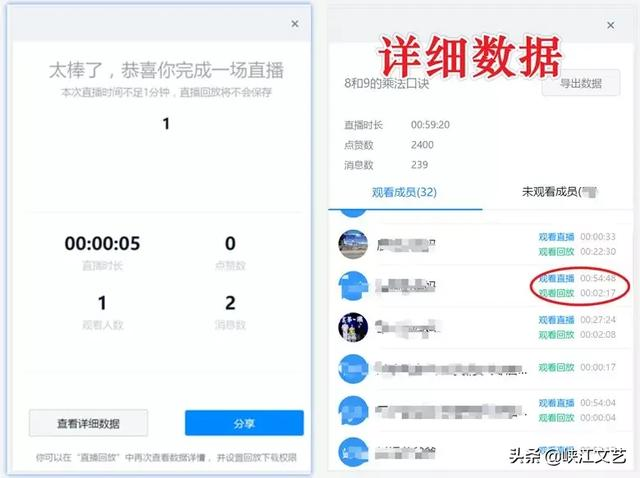 太棒了，恭喜你完成一场直播
本次直播时间不足1分钟，直播回放将不会保存
1
00:00:05
直播时长
0
点赞数
1
观看人数
2
消息数
查看详细数据
分享
你可以在“直播回放”中再次查看数据详情，并设置回放下载权限
详细数据
8和9的乘法口诀
导出数据
直播时长 00:59:20
点赞数 2400
消息数 239
观看成员(32)
未观看成员(
观看直播 00:00:33
观看回放 00:22:30
观看直播 00:54:48
观看回放 00:02:17
观看直播 00:27:24
观看回放 00:02:08
观看回放 00:00:17
观看直播 00:54:04
观看回放 00:00:04
头条 @峡江文艺